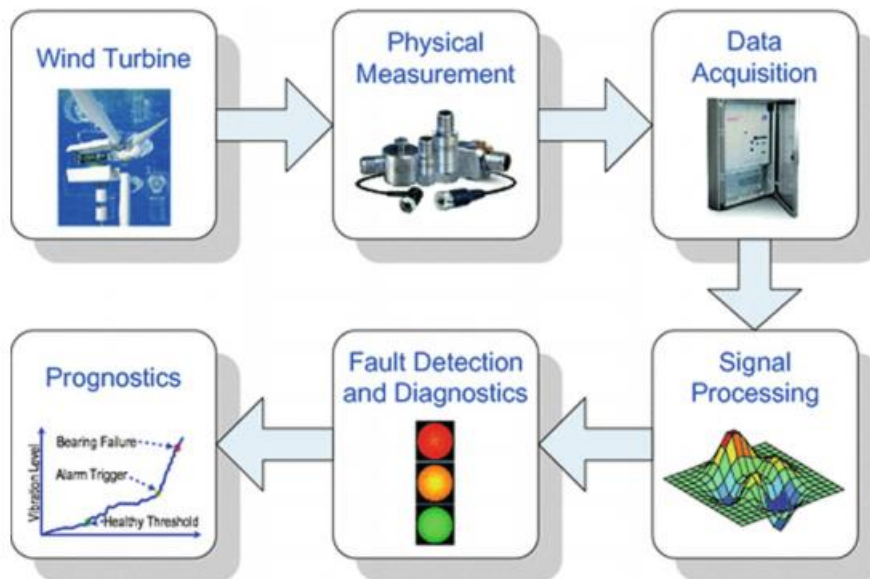 Wind Turbine
Physical
Measurement
Data
Acquisition
Signal
Processing
Fault Detection
and Diagnostics
Prognostics
Bearing Failure
Alarm Trigger
Healthy Threshold
Vibration Level